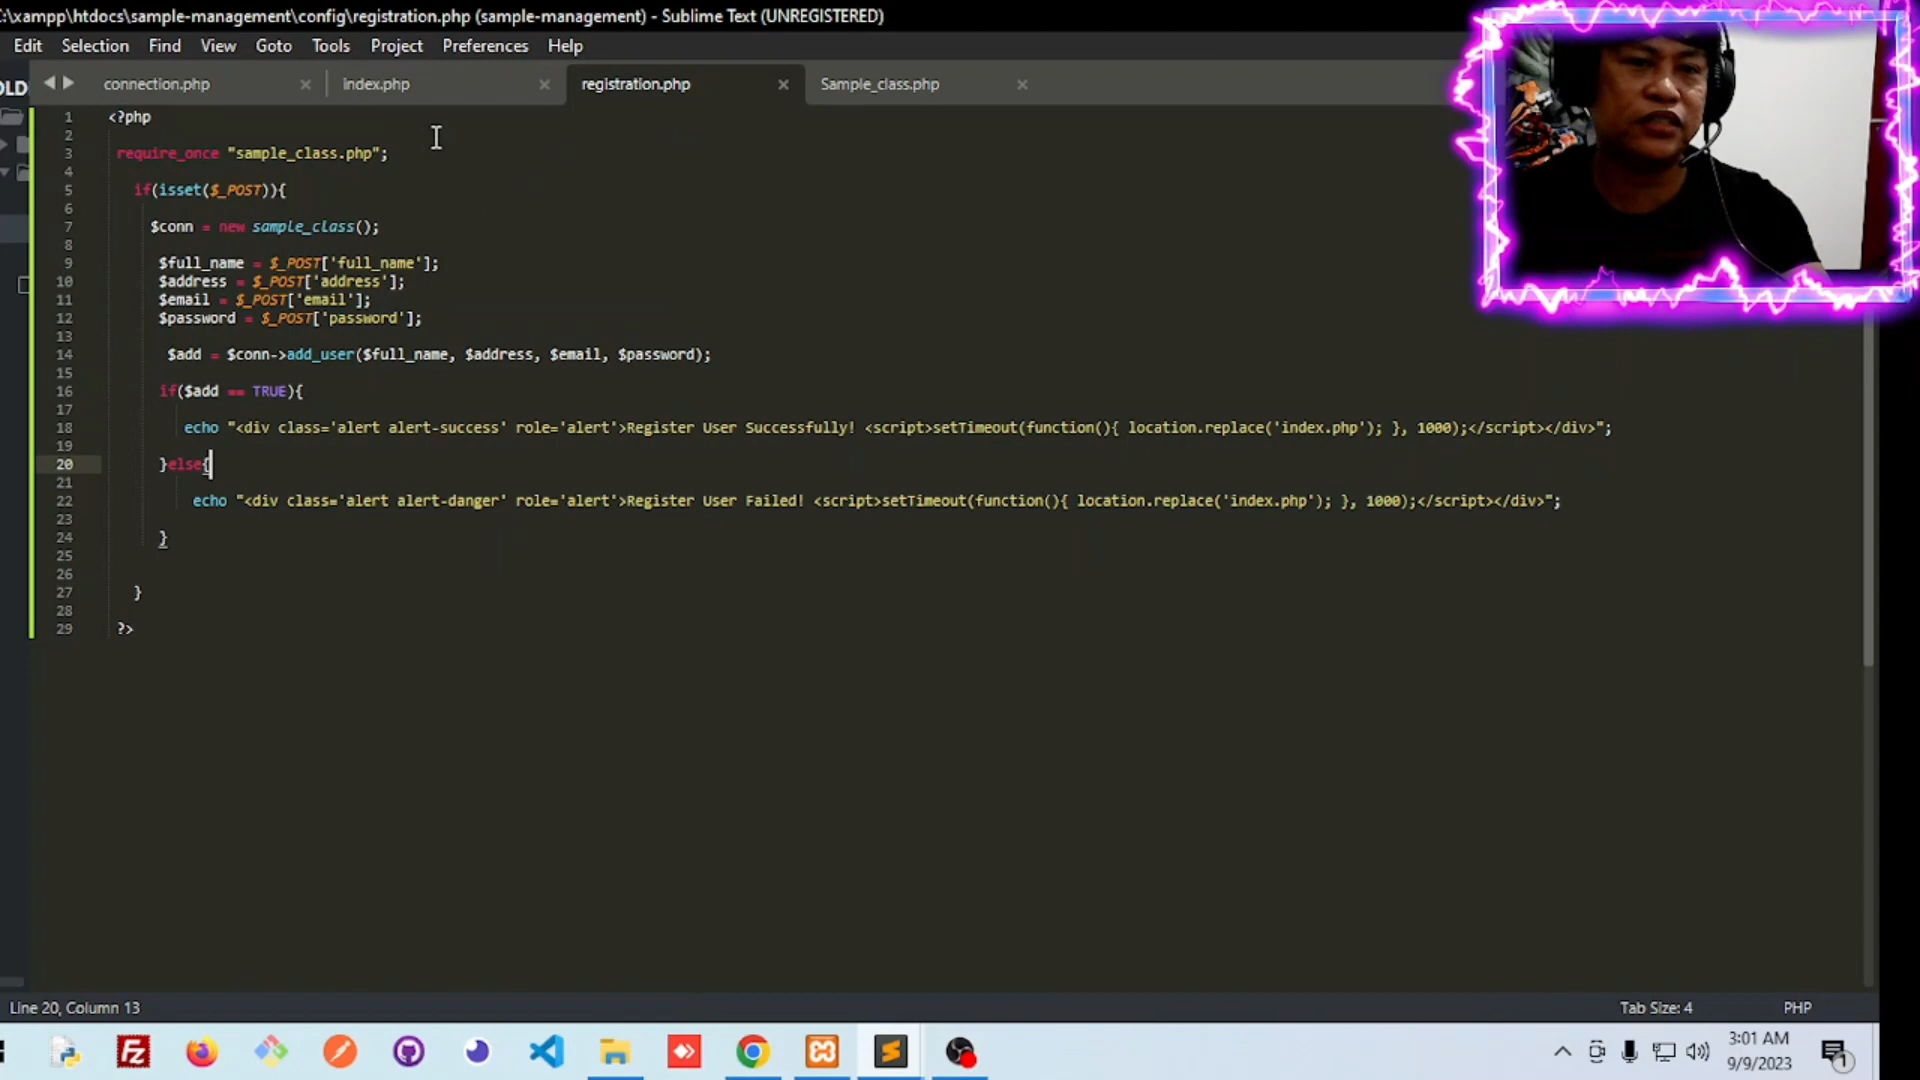 C:\xampp\htdocs\sample-management\config\registration.php (sample-management) - Sublime Text (UNREGISTERED)
Edit Selection Find View Goto Tools Project Preferences Help
connection.php index.php registration.php Sample_class.php
1 <?php
2
3 require_once "sample_class.php";
4
5 if(isset($_POST)){
6
7 $conn = new sample_class();
8
9 $full_name = $_POST['full_name'];
10 $address = $_POST['address'];
11 $email = $_POST['email'];
12 $password = $_POST['password'];
13
14 $add = $conn->add_user($full_name, $address, $email, $password);
15
16 if($add == TRUE){
17
18 echo "<div class='alert alert-success' role='alert'>Register User Successfully! <script>setTimeout(function(){ location.replace('index.php'); }, 1000);</script></div>";
19
20 }else{
21
22 echo "<div class='alert alert-danger' role='alert'>Register User Failed! <script>setTimeout(function(){ location.replace('index.php'); }, 1000);</script></div>";
23
24 }
25
26
27 }
28
29 ?>
Line 20, Column 13 Tab Size: 4 PHP
3:01 AM
9/9/2023